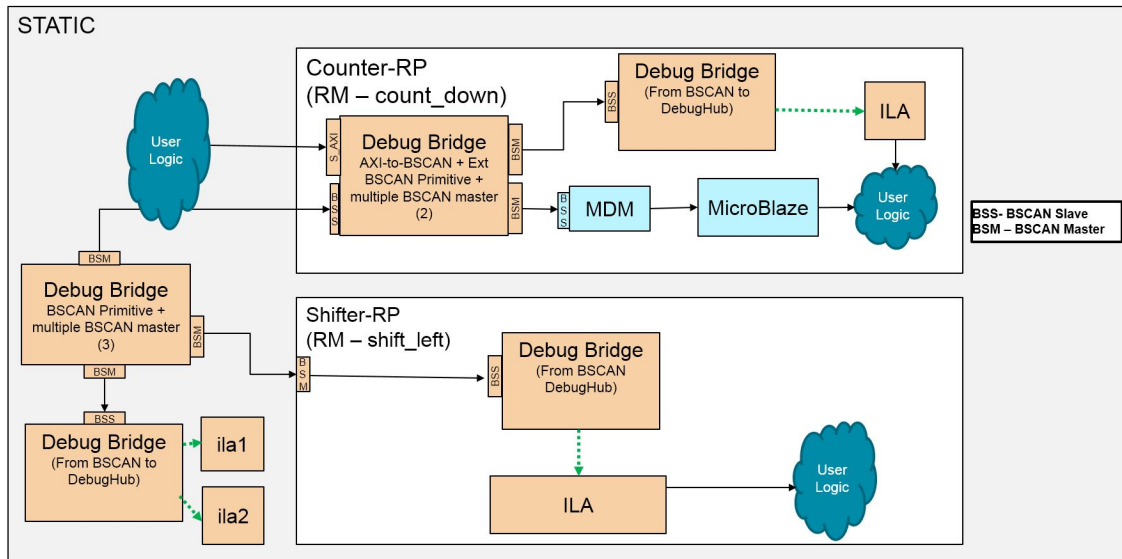 STATIC
User
Logic
Counter-RP
(RM – count_down)
S_AXI
BSS
Debug Bridge
AXI-to-BSCAN + Ext
BSCAN Primitive +
multiple BSCAN master
(2)
BSM
BSM
BSS
Debug Bridge
(From BSCAN to
DebugHub)
ILA
BSS
MDM
MicroBlaze
User
Logic
BSS- BSCAN Slave
BSM – BSCAN Master
BSM
Debug Bridge
BSCAN Primitive +
multiple BSCAN master
(3)
BSM
BSM
BSS
Debug Bridge
(From BSCAN to
DebugHub)
ila1
ila2
Shifter-RP
(RM – shift_left)
BSM
BSS
Debug Bridge
(From BSCAN
DebugHub)
ILA
User
Logic